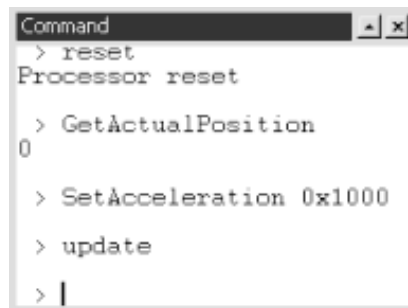 Command
> reset
Processor reset
> GetActualPosition
0
> SetAcceleration 0x1000
> update
>